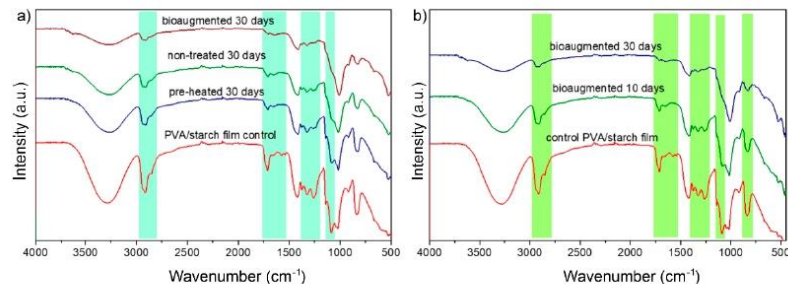 a)
bioaugmented 30 days
non-treated 30 days
pre-heated 30 days
PVA/starch film control
Intensity (a.u.)
4000 3500 3000 2500 2000 1500 1000 500
Wavenumber (cm⁻¹)
b)
bioaugmented 30 days
bioaugmented 10 days
control PVA/starch film
Intensity (a.u.)
4000 3500 3000 2500 2000 1500 1000 500
Wavenumber (cm⁻¹)